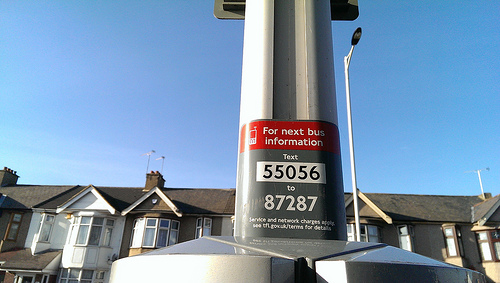 For next bus
information
Text
55056
to
87287
Service and network charges apply,
see tfl.gov.uk/terms for details